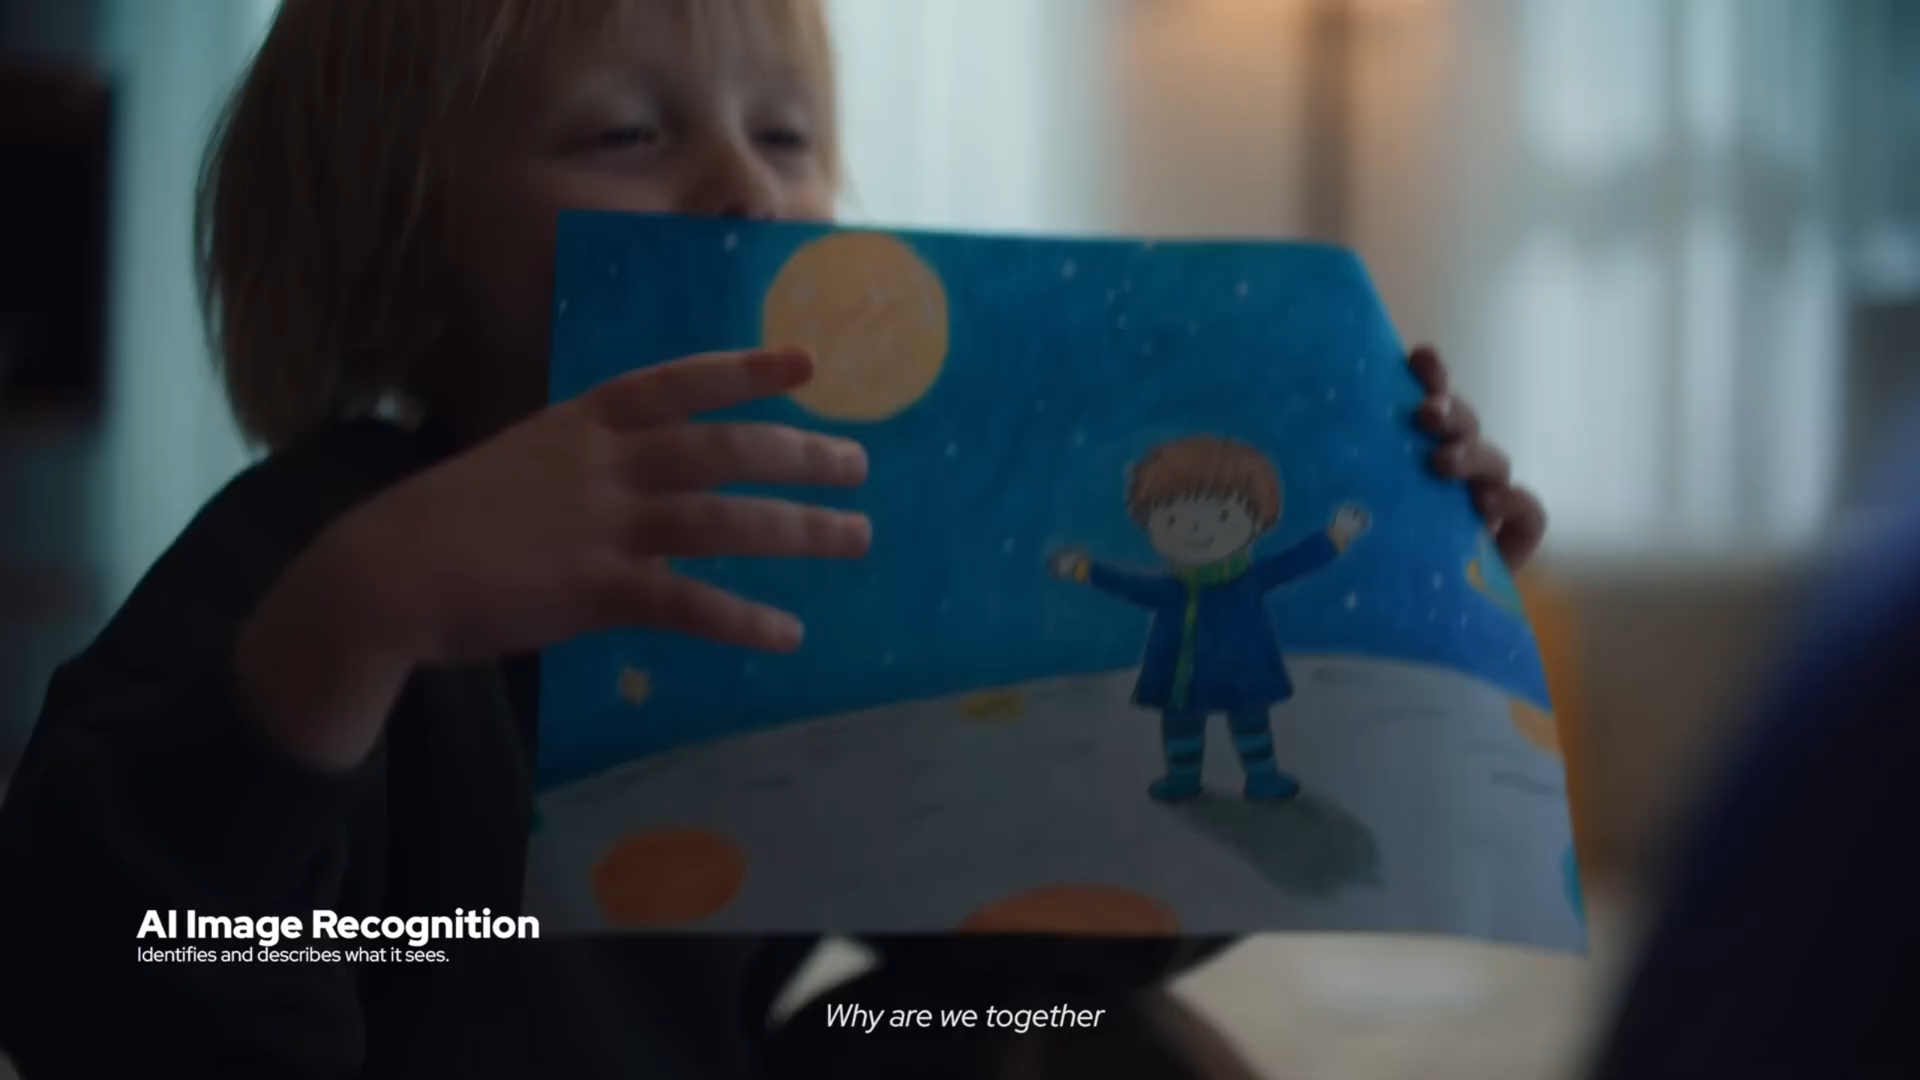 AI Image Recognition
Identifies and describes what it sees.
Why are we together